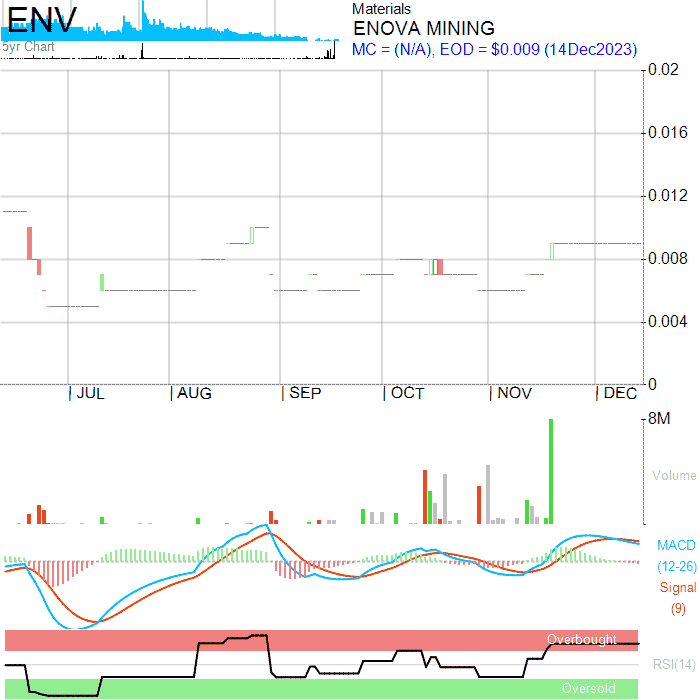 ENV
5yr Chart
Materials
ENOVA MINING
MC = (N/A), EOD = $0.009 (14Dec2023)
0.02
0.016
0.012
0.008
0.004
0
JUL AUG SEP OCT NOV DEC
8M
Volume
MACD
(12-26)
Signal
(9)
Overbought
RSI(14)
Oversold